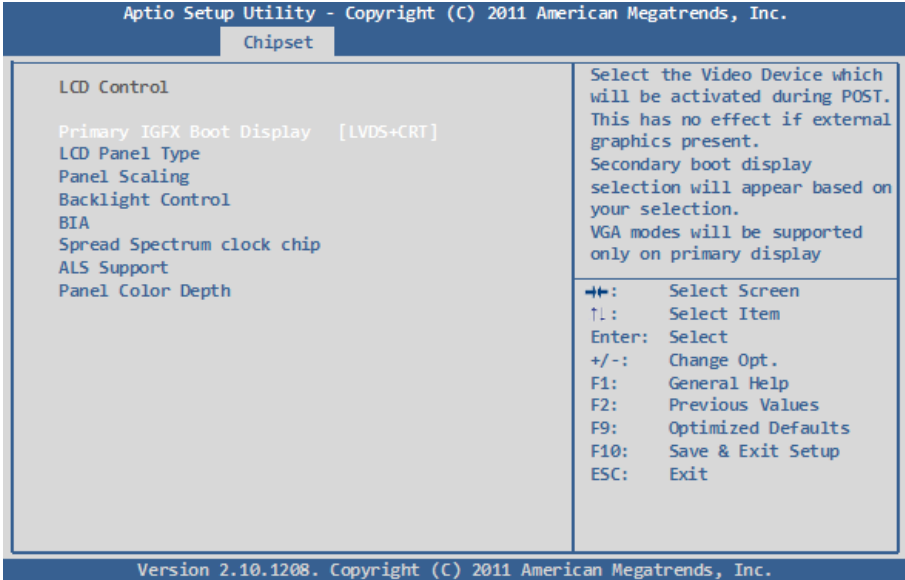 Aptio Setup Utility - Copyright (C) 2011 American Megatrends, Inc.
Chipset
LCD Control
Primary IGFX Boot Display [LVDS+CRT]
LCD Panel Type
Panel Scaling
Backlight Control
BIA
Spread Spectrum clock chip
ALS Support
Panel Color Depth
Select the Video Device which
will be activated during POST.
This has no effect if external
graphics present.
Secondary boot display
selection will appear based on
your selection.
VGA modes will be supported
only on primary display
→←: Select Screen
↑↓: Select Item
Enter: Select
+/-: Change Opt.
F1: General Help
F2: Previous Values
F9: Optimized Defaults
F10: Save & Exit Setup
ESC: Exit
Version 2.10.1208. Copyright (C) 2011 American Megatrends, Inc.